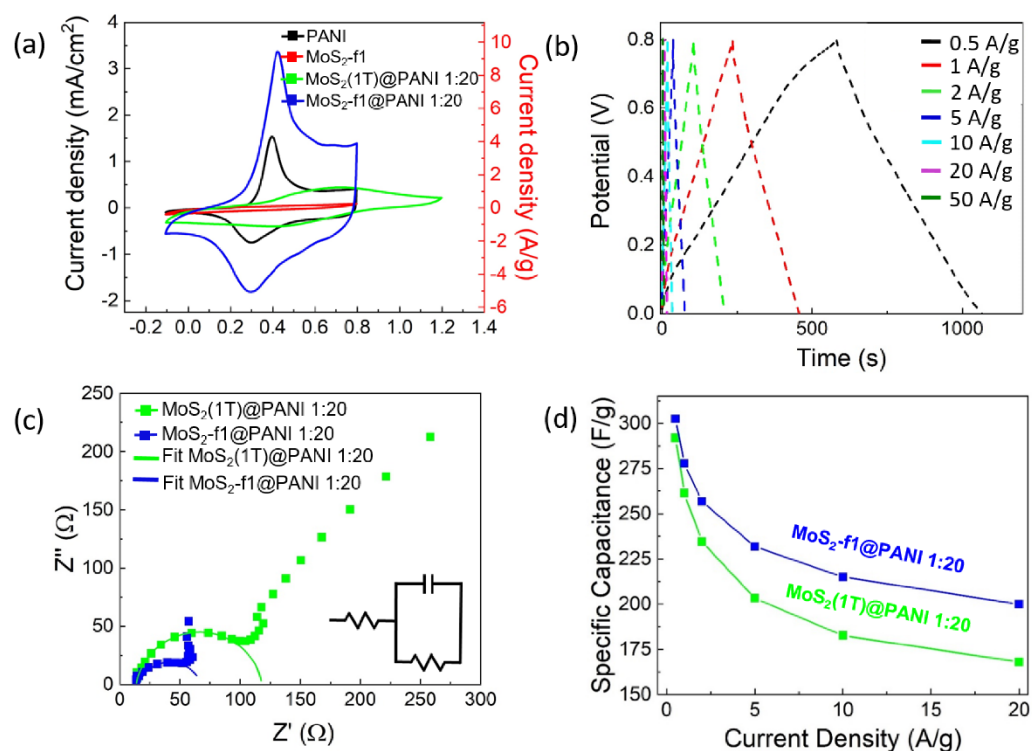 (a)
Current density (mA/cm²)
4
3
2
1
0
-1
-2
PANI
MoS₂-f1
MoS₂(1T)@PANI 1:20
MoS₂-f1@PANI 1:20
-0.2 0.0 0.2 0.4 0.6 0.8 1.0 1.2 1.4
10
8
6
4
2
0
-2
-4
-6
Current density (A/g)
(b)
Potential (V)
0.8
0.6
0.4
0.2
0.0
0 500 1000
Time (s)
0.5 A/g
1 A/g
2 A/g
5 A/g
10 A/g
20 A/g
50 A/g
(c)
Z'' (Ω)
250
200
150
100
50
0
MoS₂(1T)@PANI 1:20
MoS₂-f1@PANI 1:20
Fit MoS₂(1T)@PANI 1:20
Fit MoS₂-f1@PANI 1:20
0 50 100 150 200 250 300
Z' (Ω)
(d)
Specific Capacitance (F/g)
300
275
250
225
200
175
150
MoS₂-f1@PANI 1:20
MoS₂(1T)@PANI 1:20
0 5 10 15 20
Current Density (A/g)